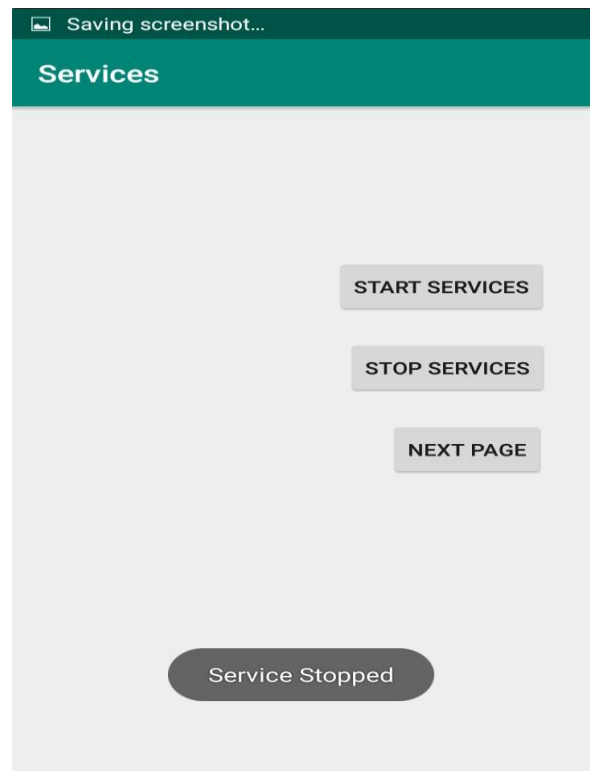 Saving screenshot...
Services
START SERVICES
STOP SERVICES
NEXT PAGE
Service Stopped